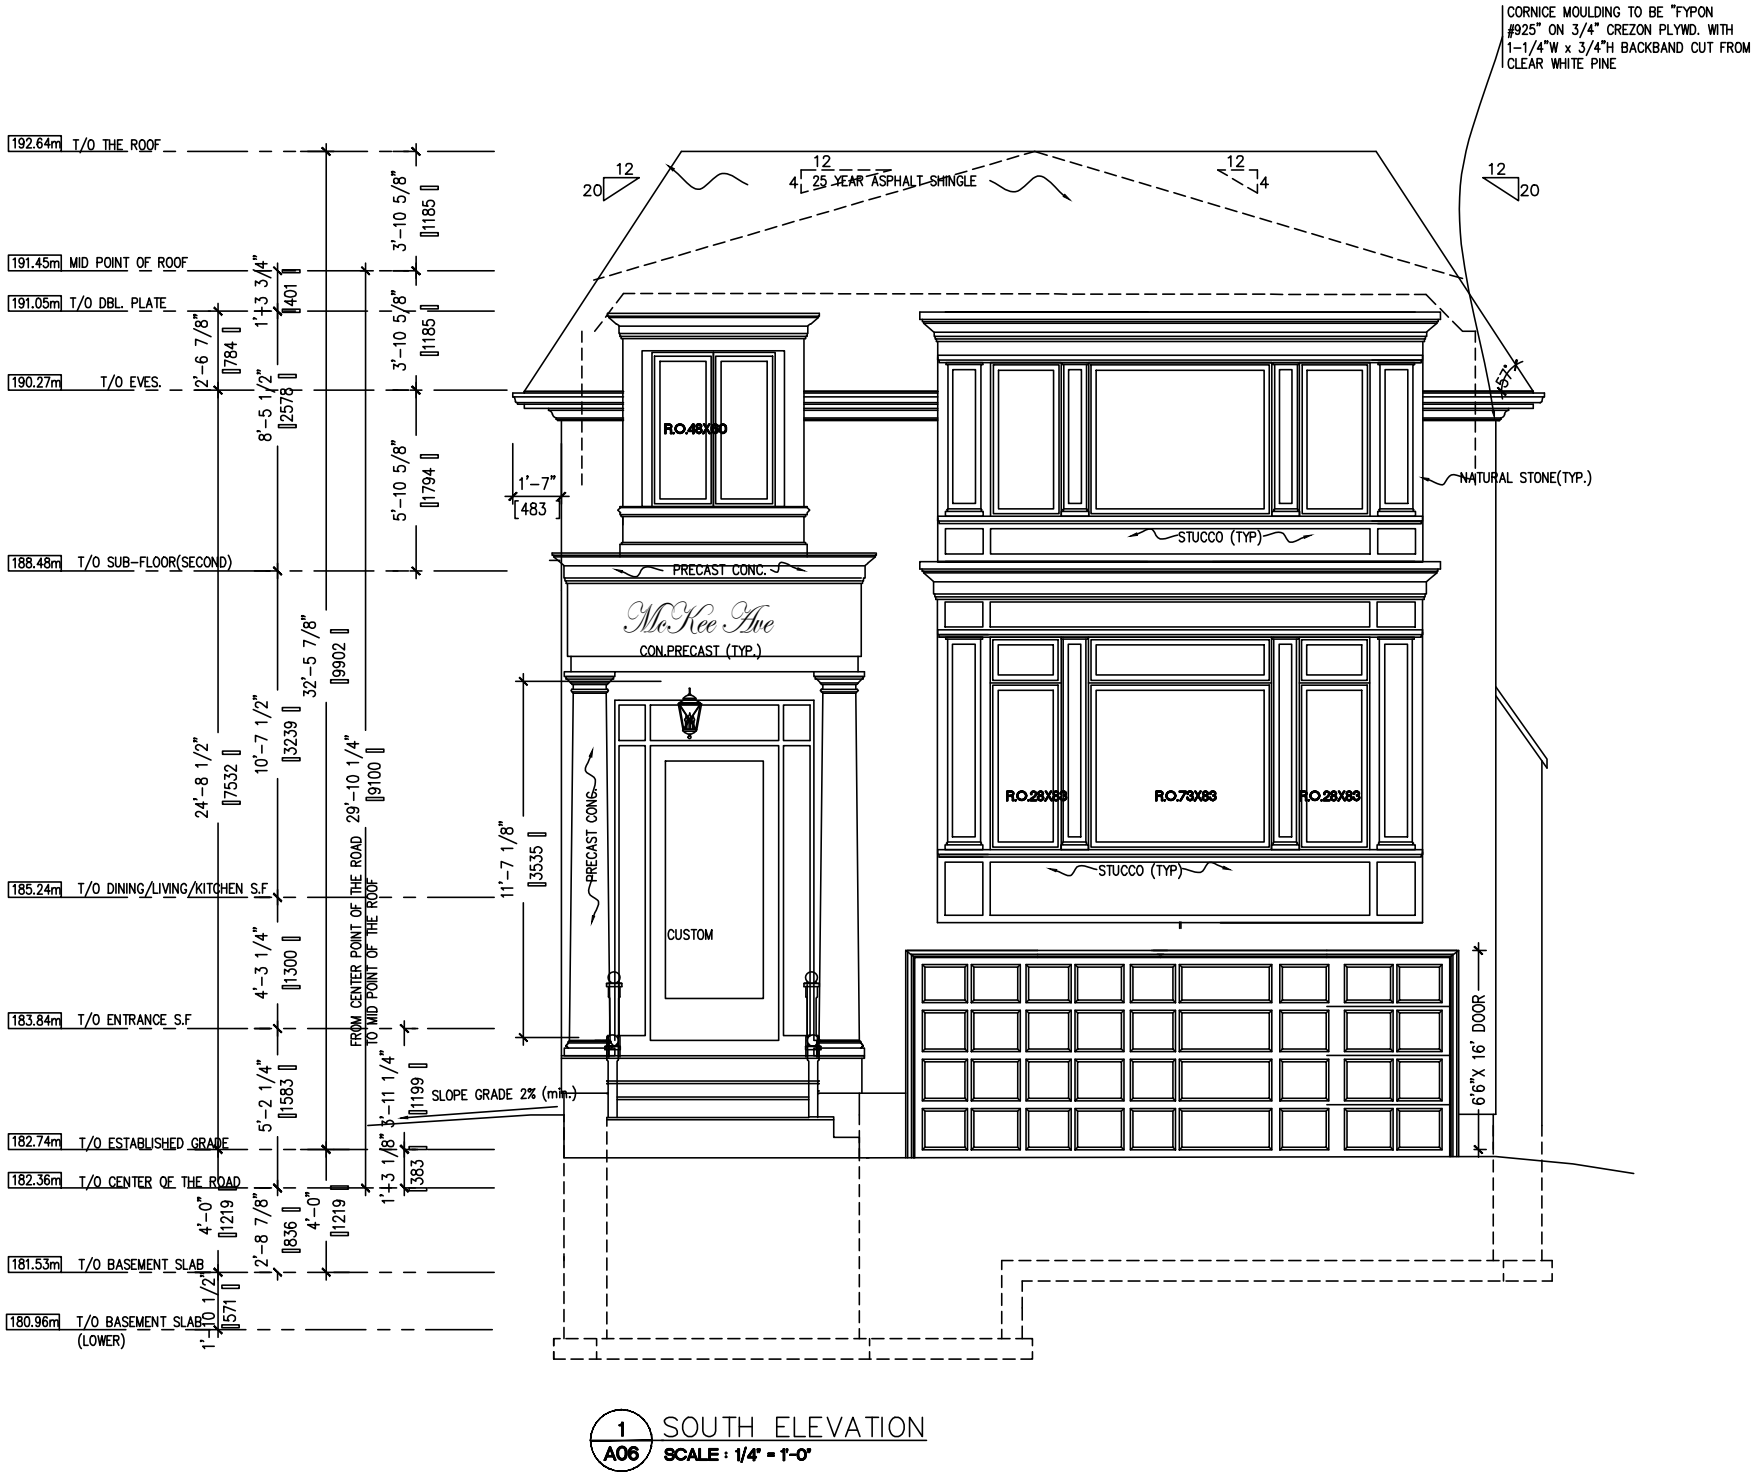 CORNICE MOULDING TO BE "FYPON
#925" ON 3/4" CREZON PLYWD. WITH
1-1/4"W x 3/4"H BACKBAND CUT FROM
CLEAR WHITE PINE
192.64m T/O THE ROOF
191.45m MID POINT OF ROOF
191.05m T/O DBL. PLATE
190.27m T/O EVES.
188.48m T/O SUB-FLOOR(SECOND)
185.24m T/O DINING/LIVING/KITCHEN S.F
183.84m T/O ENTRANCE S.F
182.74m T/O ESTABLISHED GRADE
182.36m T/O CENTER OF THE ROAD
181.53m T/O BASEMENT SLAB
180.96m T/O BASEMENT SLAB
(LOWER)
2'-6 7/8"
784
24'-8 1/2"
7532
4'-0"
1219
1'-10 1/2"
571
1'-3 3/4"
401
8'-5 1/2"
2578
10'-7 1/2"
3239
4'-3 1/4"
1300
5'-2 1/4"
1583
2'-8 7/8"
836
32'-5 7/8"
9902
4'-0"
1219
FROM CENTER POINT OF THE ROAD 29'-10 1/4"
TO MID POINT OF THE ROOF
9100
3'-10 5/8"
1185
3'-10 5/8"
1185
5'-10 5/8"
1794
3'-11 1/4"
1199
1'-3 1/8"
383
1'-7"
483
11'-7 1/8"
3535
12
20
12
4
25 YEAR ASPHALT SHINGLE
12
4
12
20
57°
R.O.48X60
NATURAL STONE(TYP.)
STUCCO (TYP)
PRECAST CONC.
McKee Ave
CON.PRECAST (TYP.)
PRECAST CONC.
R.O.28X83
R.O.73X83
R.O.28X83
STUCCO (TYP)
CUSTOM
6'6"X 16' DOOR
SLOPE GRADE 2% (min.)
1
A06
SOUTH ELEVATION
SCALE : 1/4" = 1'-0"